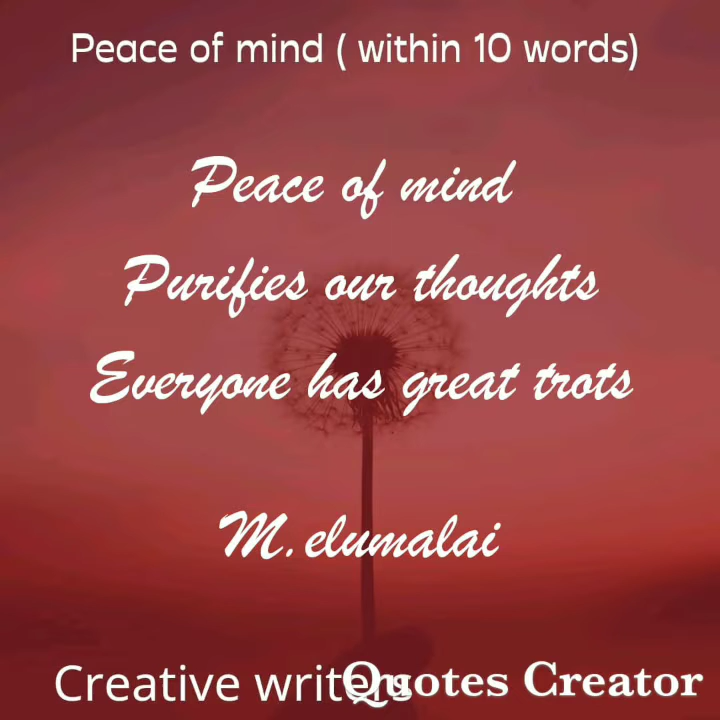 Peace of mind ( within 10 words)
Peace of mind
Purifies our thoughts
Everyone has great trots
M. elumalai
Creative writers
Quotes Creator